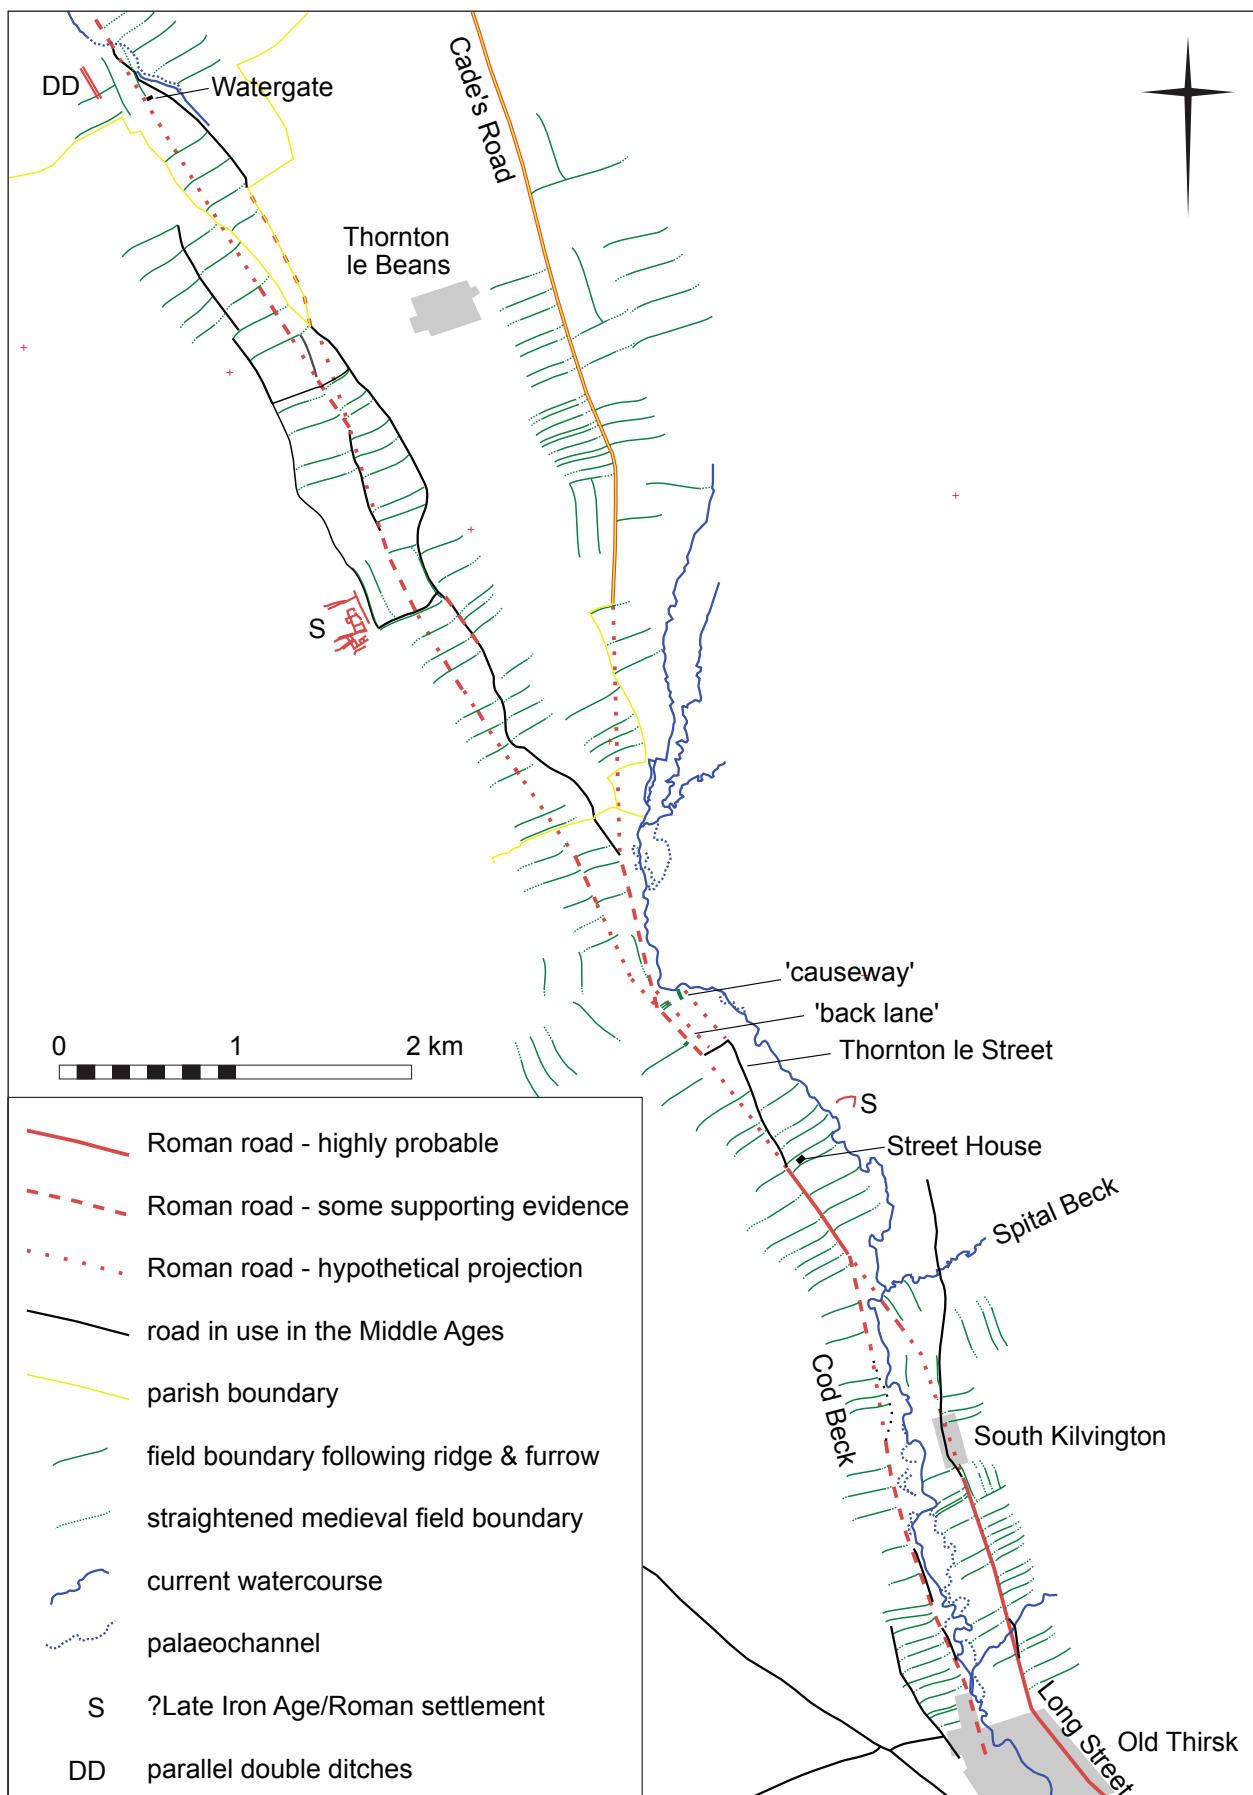 DD
Watergate
Cade's Road
Thornton
le Beans
S
'causeway'
'back lane'
Thornton le Street
S
Street House
Spital Beck
Cod Beck
South Kilvington
Long Street
Old Thirsk
0 1 2 km
Roman road - highly probable
Roman road - some supporting evidence
Roman road - hypothetical projection
road in use in the Middle Ages
parish boundary
field boundary following ridge & furrow
straightened medieval field boundary
current watercourse
palaeochannel
S ?Late Iron Age/Roman settlement
DD parallel double ditches